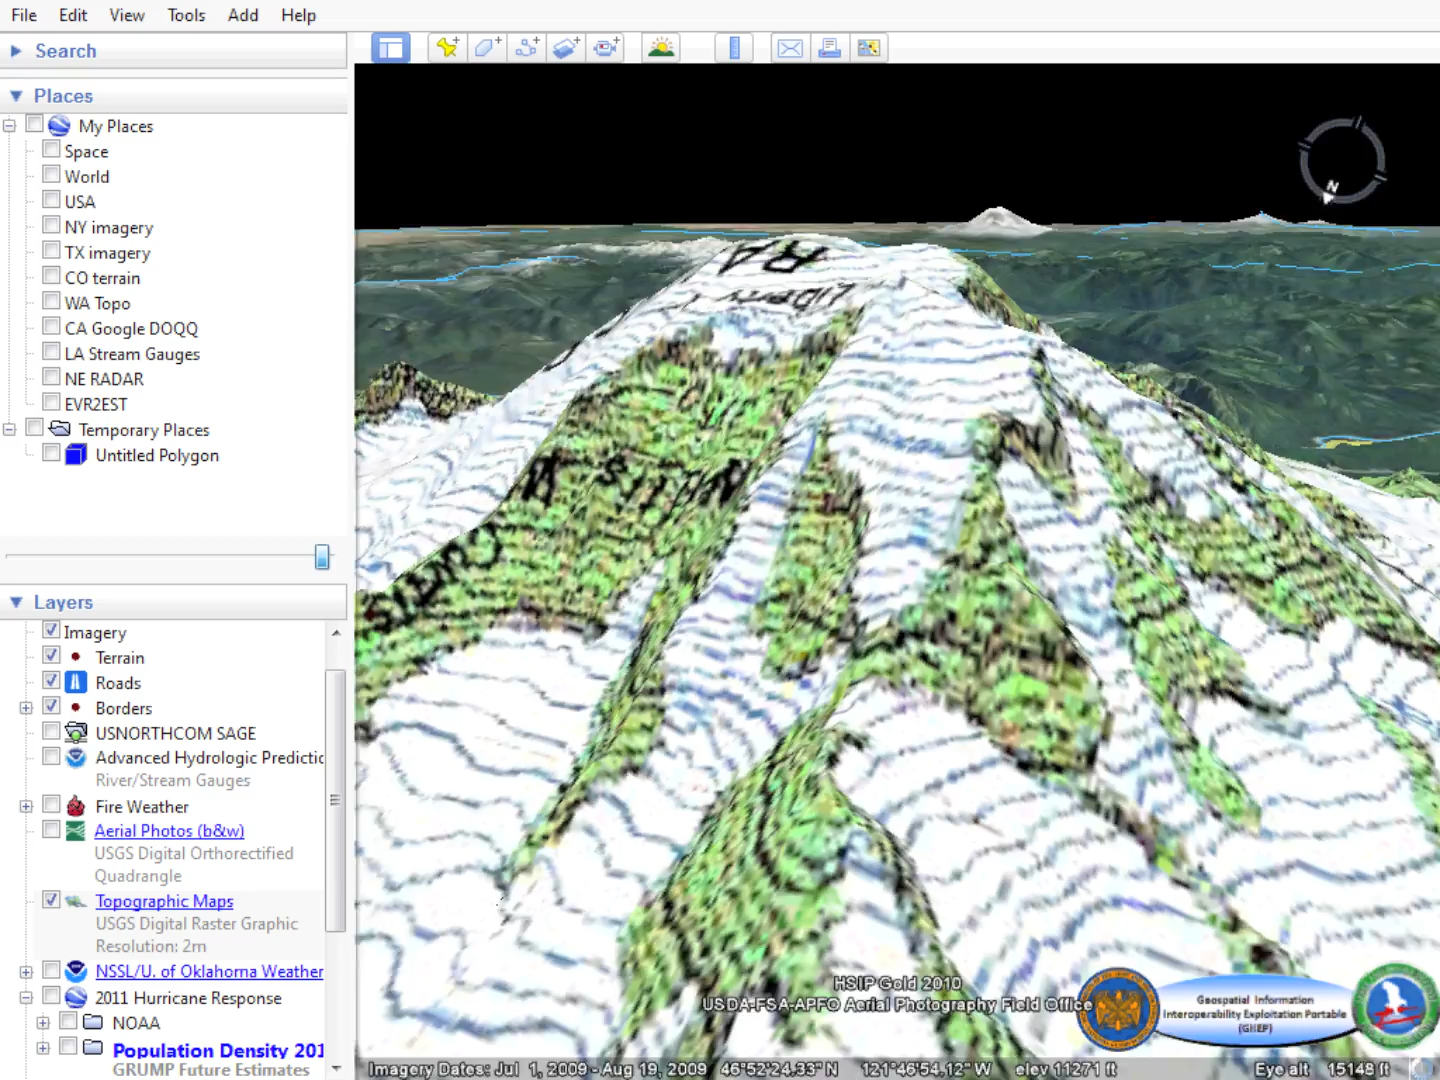 File Edit View Tools Add Help
Search
Places
My Places
Space
World
USA
NY imagery
TX imagery
CO terrain
WA Topo
CA Google DOQQ
LA Stream Gauges
NE RADAR
EVR2EST
Temporary Places
Untitled Polygon
Layers
Imagery
Terrain
Roads
Borders
USNORTHCOM SAGE
Advanced Hydrologic Predictic
River/Stream Gauges
Fire Weather
Aerial Photos (b&w)
USGS Digital Orthorectified
Quadrangle
Topographic Maps
USGS Digital Raster Graphic
Resolution: 2m
NSSL/U. of Oklahoma Weather
2011 Hurricane Response
NOAA
Population Density 201
GRUMP Future Estimates
N
RA
HSIP Gold 2010
USDA-FSA-APFO Aerial Photography Field Office
Geospatial Information
Interoperability Exploitation Portable
(GIIEP)
Imagery Dates: Jul 1, 2009 - Aug 19, 2009 46°52'24.33" N 121°46'54.12" W elev 11271 ft Eye alt 15148 ft